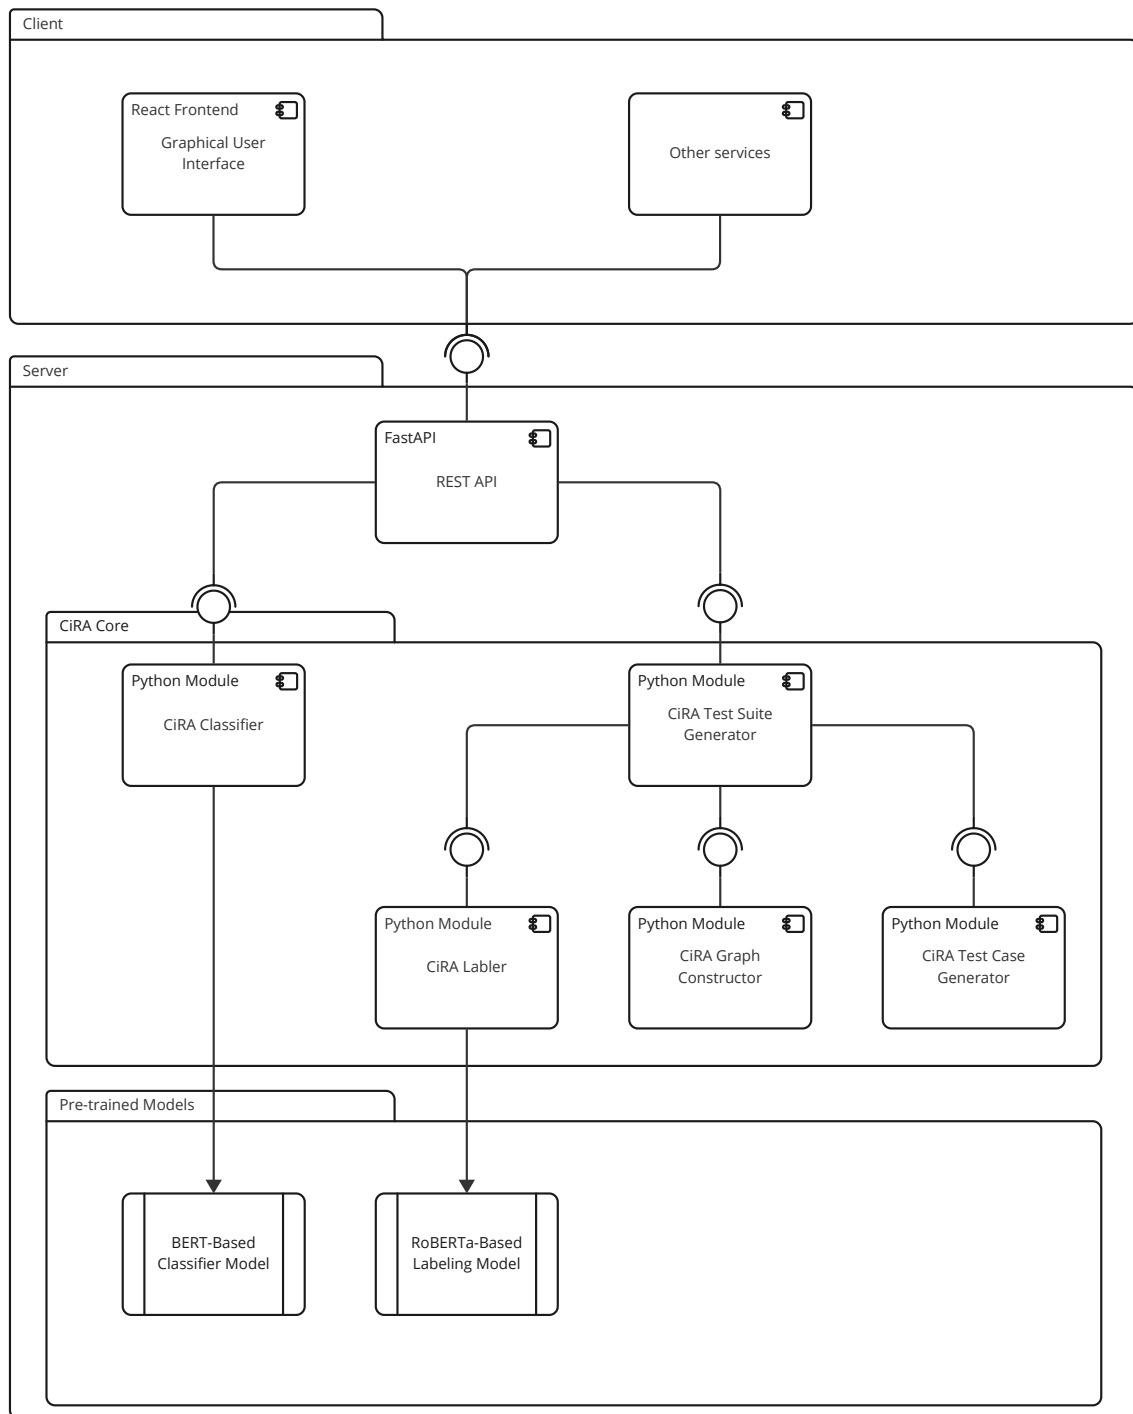 Client
React Frontend
Graphical User
Interface
Other services
Server
FastAPI
REST API
CiRA Core
Python Module
CiRA Classifier
Python Module
CiRA Test Suite
Generator
Python Module
CiRA Labler
Python Module
CiRA Graph
Constructor
Python Module
CiRA Test Case
Generator
Pre-trained Models
BERT-Based
Classifier Model
RoBERTa-Based
Labeling Model